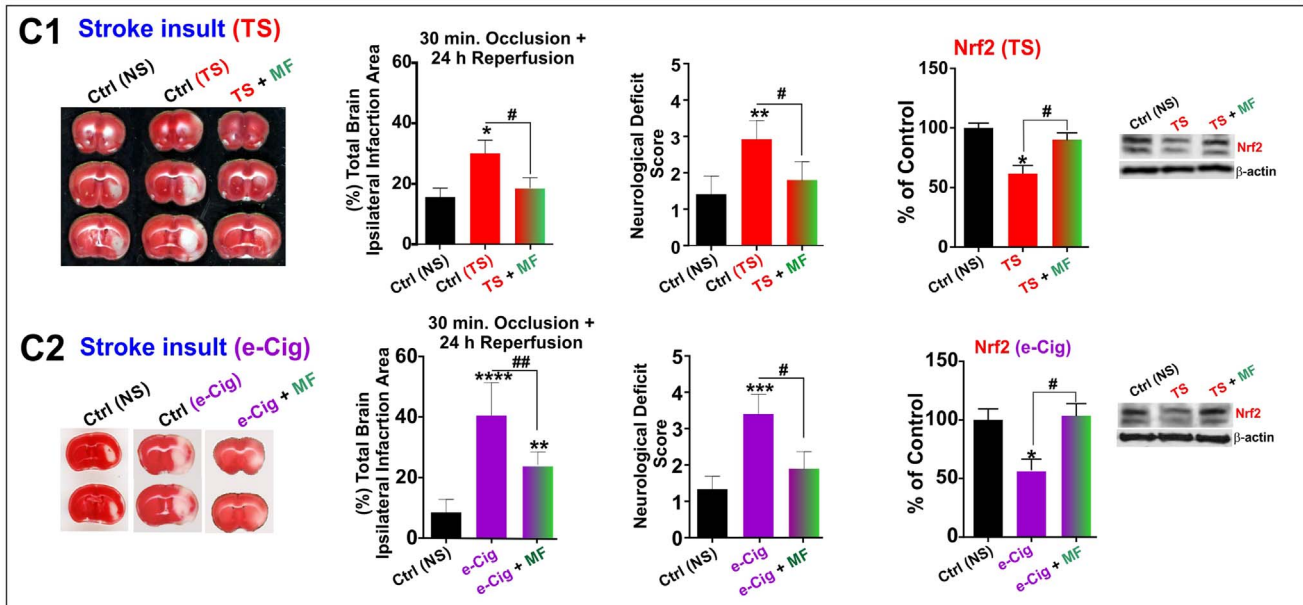 C1 Stroke insult (TS)
Ctrl (NS)
Ctrl (TS)
TS + MF
30 min. Occlusion +
24 h Reperfusion
(%) Total Brain
Ipsilateral Infacrtion Area
60
40
20
0
*
#
Ctrl (NS)
Ctrl (TS)
TS + MF
Neurological Deficit
Score
5
4
3
2
1
0
**
#
Ctrl (NS)
Ctrl (TS)
TS + MF
Nrf2 (TS)
% of Control
150
100
50
0
*
#
Ctrl (NS)
TS
TS + MF
Ctrl (NS)
TS
TS + MF
Nrf2
β-actin
C2 Stroke insult (e-Cig)
Ctrl (NS)
Ctrl (e-Cig)
e-Cig + MF
30 min. Occlusion +
24 h Reperfusion
(%) Total Brain
Ipsilateral Infacrtion Area
60
40
20
0
****
##
**
Ctrl (NS)
e-Cig
e-Cig + MF
Neurological Deficit
Score
5
4
3
2
1
0
***
#
Ctrl (NS)
e-Cig
e-Cig + MF
Nrf2 (e-Cig)
% of Control
150
100
50
0
*
#
Ctrl (NS)
e-Cig
e-Cig + MF
Ctrl (NS)
TS
TS + MF
Nrf2
β-actin